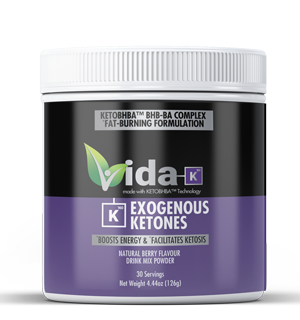 KETOBHBA™ BHB-BA COMPLEX
"FAT-BURNING FORMULATION
Vida K
made with KETOBHBA™ Technology
K EXOGENOUS
KETONES
BOOSTS ENERGY & FACILITATES KETOSIS
NATURAL BERRY FLAVOUR
DRINK MIX POWDER
30 Servings
Net Weight 4.44oz (126g)